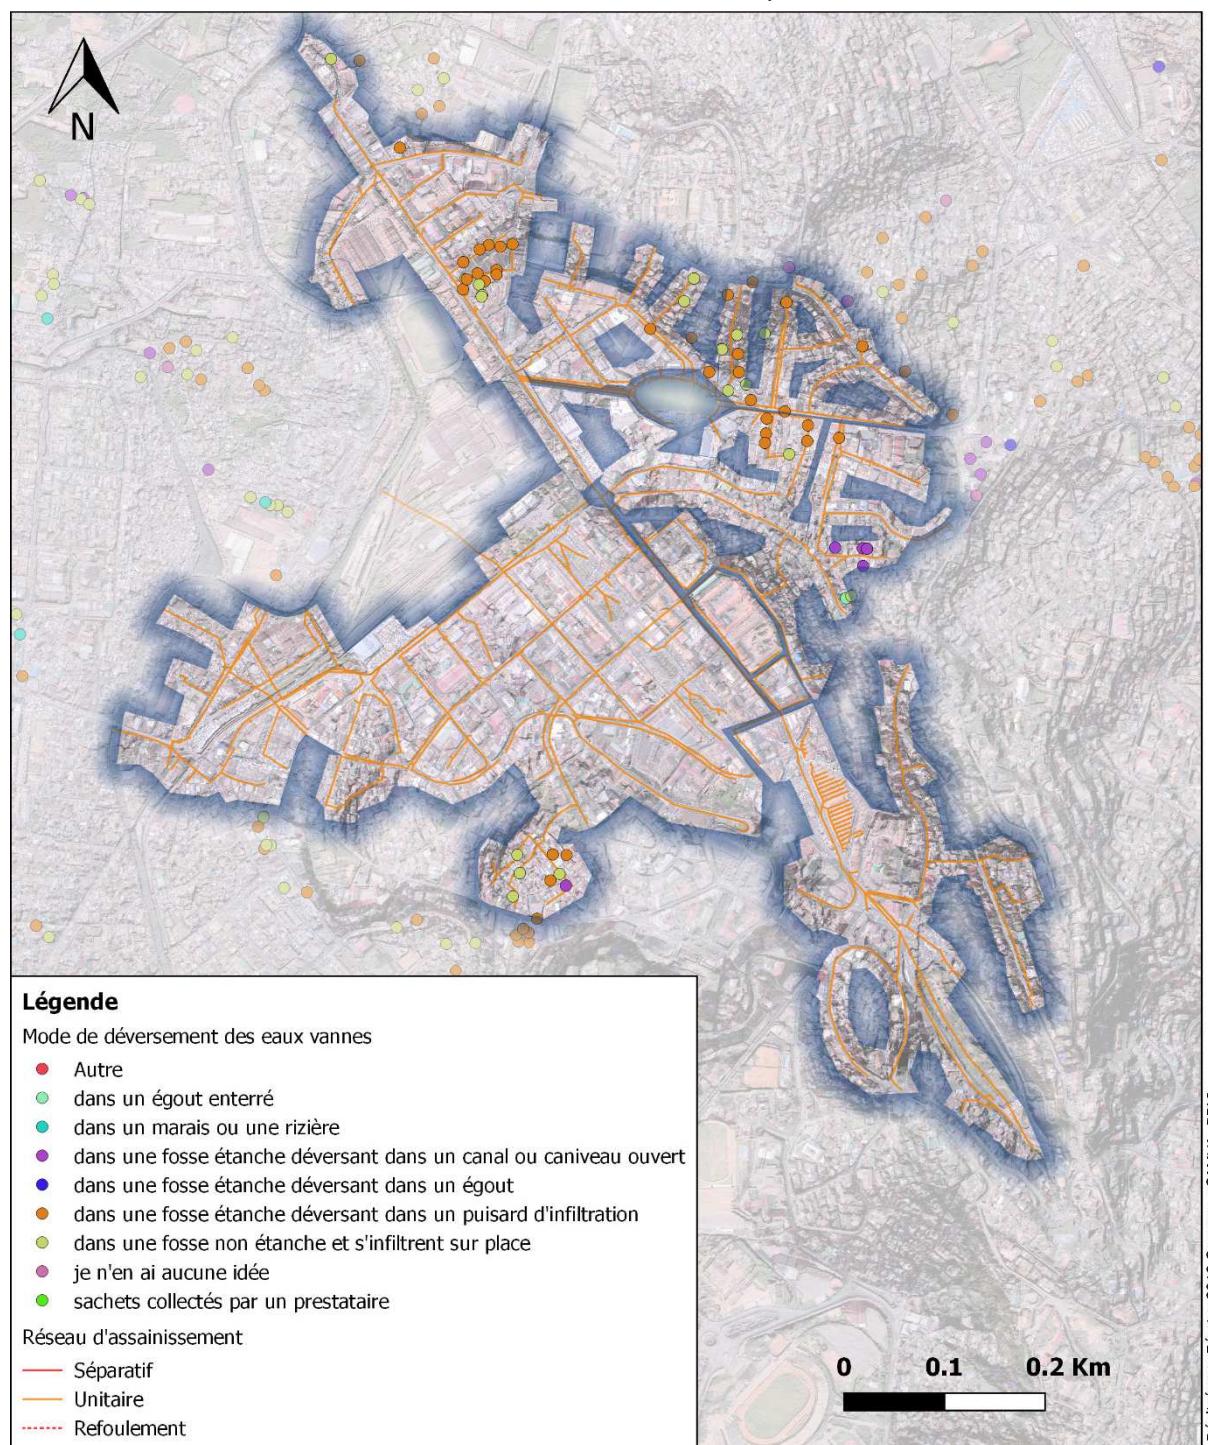 N
Légende
Mode de déversement des eaux vannes
Autre
dans un égout enterré
dans un marais ou une rizière
dans une fosse étanche déversant dans un canal ou caniveau ouvert
dans une fosse étanche déversant dans un égout
dans une fosse étanche déversant dans un puisard d'infiltration
dans une fosse non étanche et s'infiltrent sur place
je n'en ai aucune idée
sachets collectés par un prestataire
Réseau d'assainissement
Séparatif
Unitaire
Refoulement
0 0.1 0.2 Km